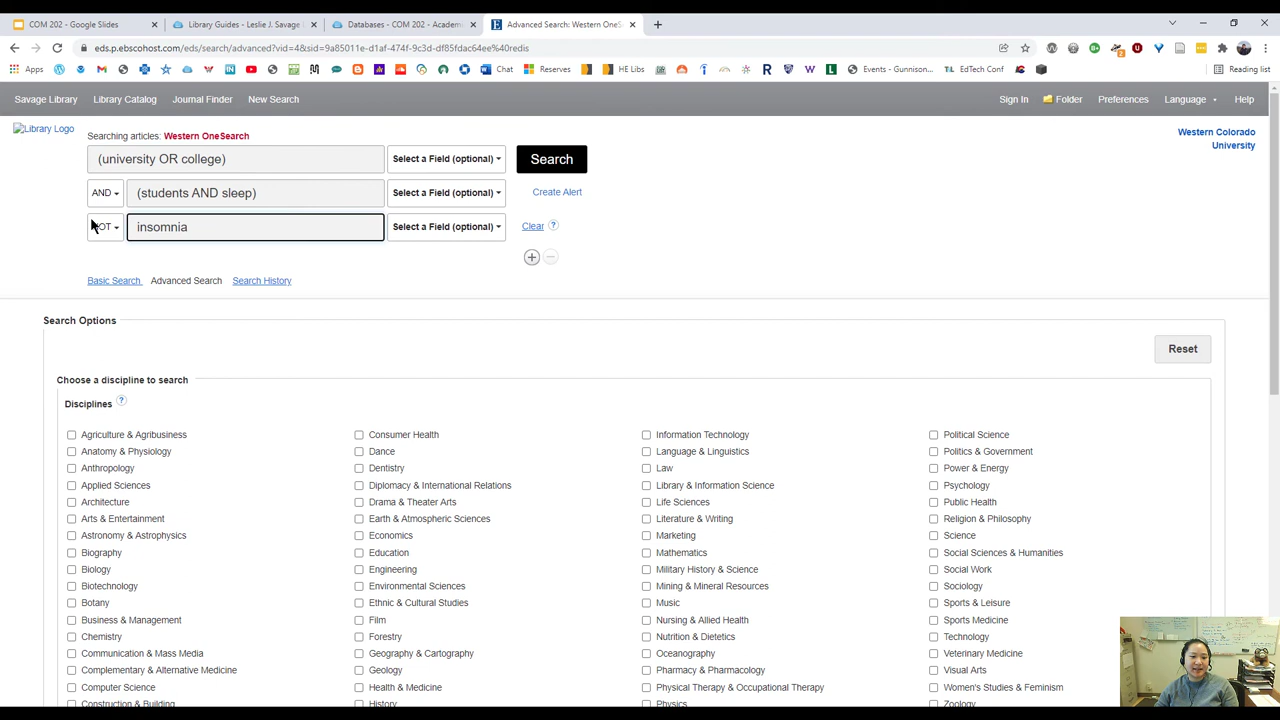 COM 202 - Google Slides
Library Guides - Leslie J. Savage L
Databases - COM 202 - Academ
Advanced Search: Western OneSe
eds.p.ebscohost.com/eds/search/advanced?vid=4&sid=9a85011e-d1af-474f-9c3d-df85fdac64ee%40redis
Apps
Chat
Reserves
HE Libs
Events - Gunnison...
EdTech Conf
Reading list
Savage Library
Library Catalog
Journal Finder
New Search
Sign In
Folder
Preferences
Language
Help
Library Logo
Searching articles: Western OneSearch
Western Colorado
University
(university OR college)
Select a Field (optional)
Search
AND
(students AND sleep)
Select a Field (optional)
Create Alert
insomnia
Select a Field (optional)
Clear
Basic Search
Advanced Search
Search History
Search Options
Reset
Choose a discipline to search
Disciplines
Agriculture & Agribusiness
Consumer Health
Information Technology
Political Science
Anatomy & Physiology
Dance
Language & Linguistics
Politics & Government
Anthropology
Dentistry
Law
Power & Energy
Applied Sciences
Diplomacy & International Relations
Library & Information Science
Psychology
Architecture
Drama & Theater Arts
Life Sciences
Public Health
Arts & Entertainment
Earth & Atmospheric Sciences
Literature & Writing
Religion & Philosophy
Astronomy & Astrophysics
Economics
Marketing
Science
Biography
Education
Mathematics
Social Sciences & Humanities
Biology
Engineering
Military History & Science
Social Work
Biotechnology
Environmental Sciences
Mining & Mineral Resources
Sociology
Botany
Ethnic & Cultural Studies
Music
Sports & Leisure
Business & Management
Film
Nursing & Allied Health
Sports Medicine
Chemistry
Forestry
Nutrition & Dietetics
Technology
Communication & Mass Media
Geography & Cartography
Oceanography
Veterinary Medicine
Complementary & Alternative Medicine
Geology
Pharmacy & Pharmacology
Visual Arts
Computer Science
Health & Medicine
Physical Therapy & Occupational Therapy
Women's Studies & Feminism
Construction & Building
History
Physics
Zoology